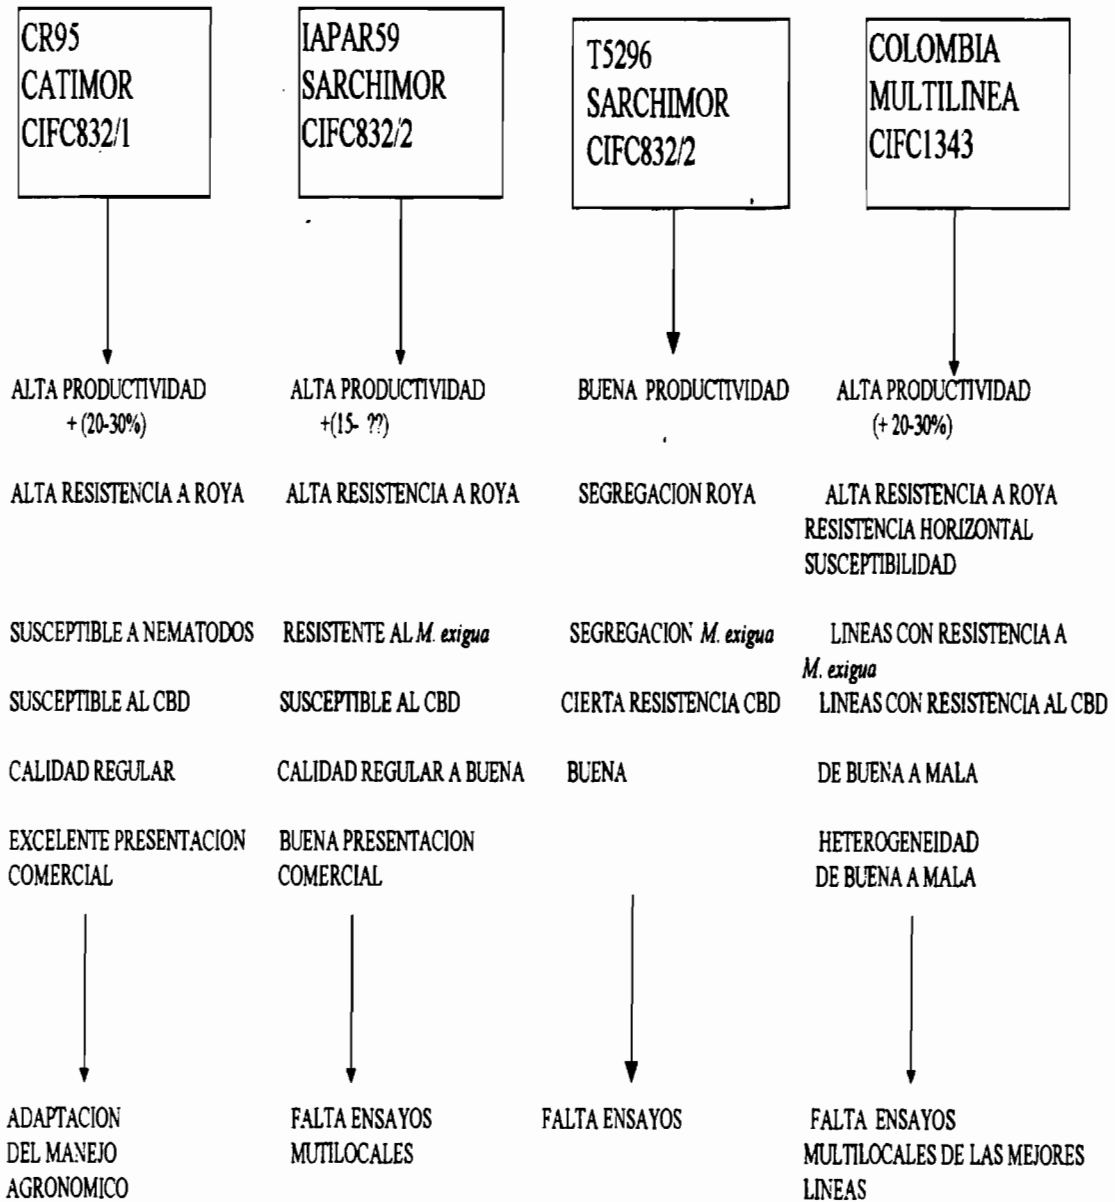 CR95
CATIMOR
CIFC832/1
IAPAR59
SARCHIMOR
CIFC832/2
T5296
SARCHIMOR
CIFC832/2
COLOMBIA
MULTILINEA
CIFC1343
ALTA PRODUCTIVIDAD
+ (20-30%)
ALTA PRODUCTIVIDAD
+(15- ??)
BUENA PRODUCTIVIDAD
ALTA PRODUCTIVIDAD
(+ 20-30%)
ALTA RESISTENCIA A ROYA
ALTA RESISTENCIA A ROYA
SEGREGACION ROYA
ALTA RESISTENCIA A ROYA
RESISTENCIA HORIZONTAL
SUSCEPTIBILIDAD
SUSCEPTIBLE A NEMATODOS
RESISTENTE AL M. exigua
SEGREGACION M. exigua
LINEAS CON RESISTENCIA A
M. exigua
SUSCEPTIBLE AL CBD
SUSCEPTIBLE AL CBD
CIERTA RESISTENCIA CBD
LINEAS CON RESISTENCIA AL CBD
CALIDAD REGULAR
CALIDAD REGULAR A BUENA
BUENA
DE BUENA A MALA
EXCELENTE PRESENTACION
COMERCIAL
BUENA PRESENTACION
COMERCIAL
HETEROGENEIDAD
DE BUENA A MALA
ADAPTACION
DEL MANEJO
AGRONOMICO
FALTA ENSAYOS
MUTILOCALES
FALTA ENSAYOS
FALTA ENSAYOS
MULTILOCALES DE LAS MEJORES
LINEAS